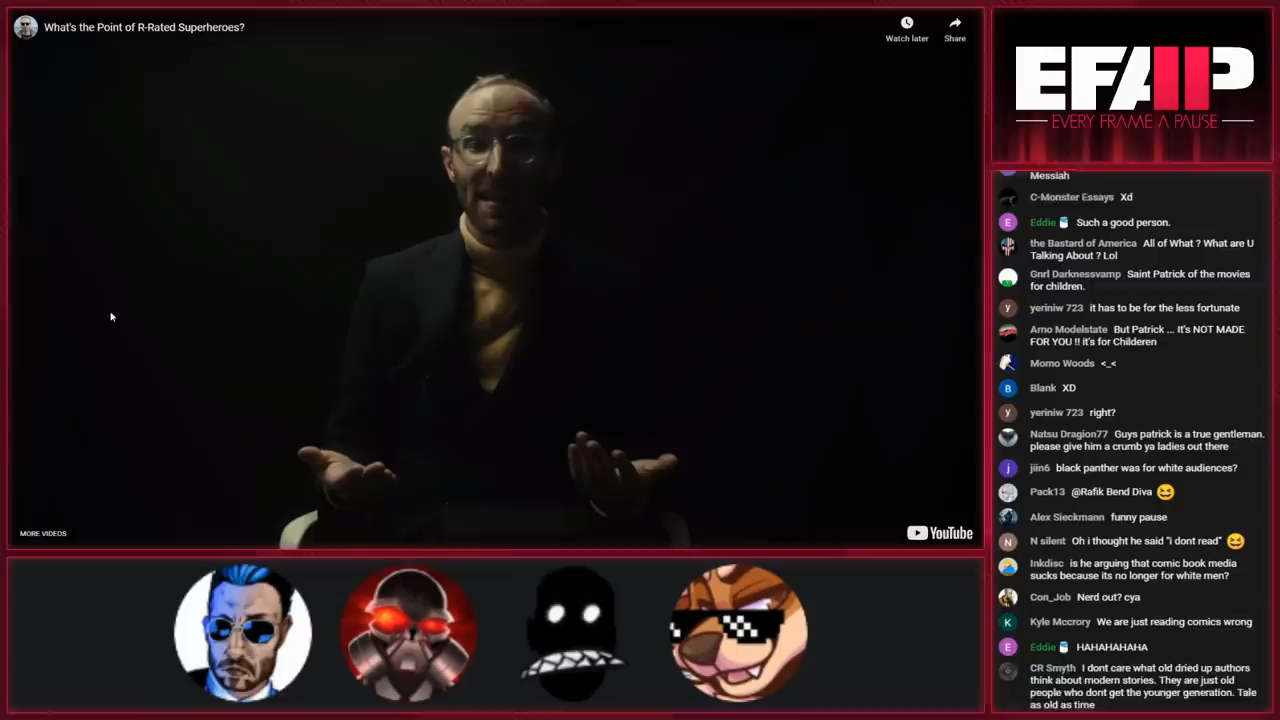 What's the Point of R-Rated Superheroes?
Watch later
Share
MORE VIDEOS
YouTube
EFAP
EVERY FRAME A PAUSE
Messiah
C-Monster Essays Xd
Eddie Such a good person.
the Bastard of America All of What ? What are U
Talking About ? Lol
Gnrl Darknessvamp Saint Patrick of the movies
for children.
yeriniw 723 it has to be for the less fortunate
Arno Modelstate But Patrick ... It's NOT MADE
FOR YOU !! it's for Childeren
Momo Woods <_<
Blank XD
yeriniw 723 right?
Natsu Dragion77 Guys patrick is a true gentleman.
please give him a crumb ya ladies out there
jiin6 black panther was for white audiences?
Pack13 @Rafik Bend Diva
Alex Sieckmann funny pause
N silent Oh i thought he said "i dont read"
Inkdisc is he arguing that comic book media
sucks because its no longer for white men?
Con_Job Nerd out? cya
Kyle Mccrory We are just reading comics wrong
Eddie HAHAHAHAHA
CR Smyth I dont care what old dried up authors
think about modern stories. They are just old
people who dont get the younger generation. Tale
as old as time